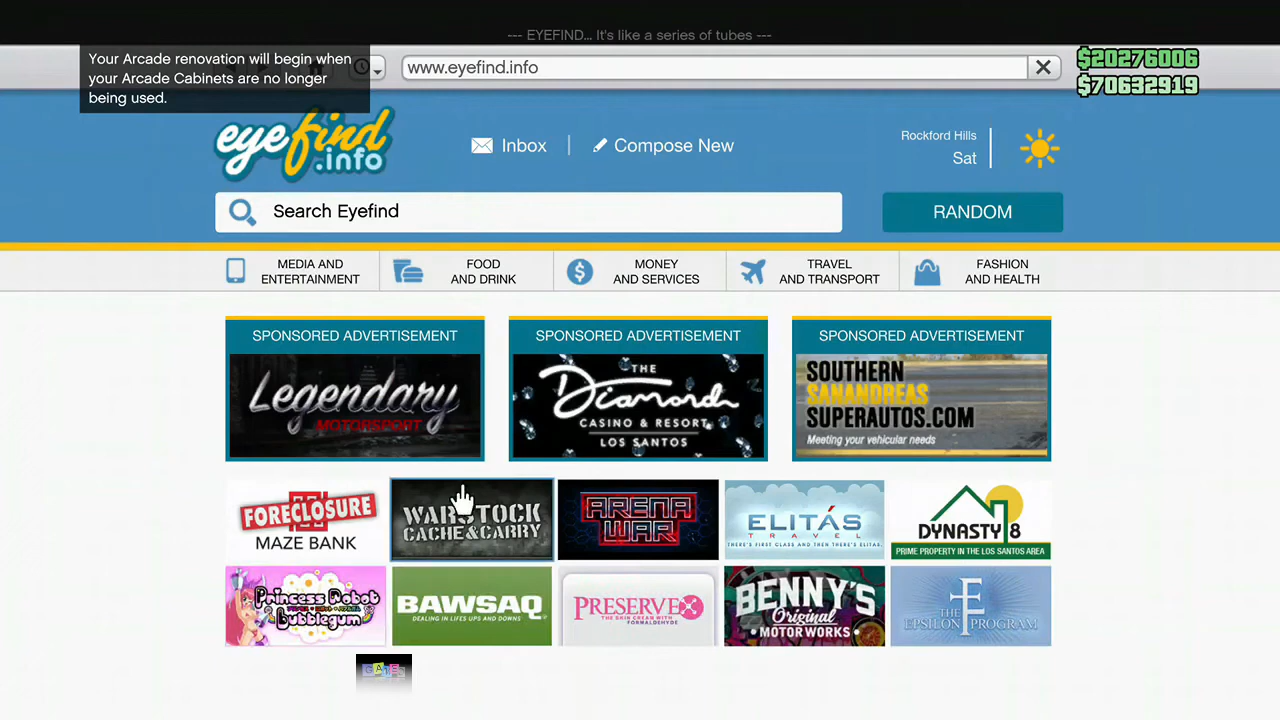 --- EYEFIND... It's like a series of tubes ---
Your Arcade renovation will begin when
your Arcade Cabinets are no longer
being used.
www.eyefind.info
$20276006
$70632919
eyefind
.info
Inbox
Compose New
Rockford Hills
Sat
Search Eyefind
RANDOM
MEDIA AND
ENTERTAINMENT
FOOD
AND DRINK
MONEY
AND SERVICES
TRAVEL
AND TRANSPORT
FASHION
AND HEALTH
SPONSORED ADVERTISEMENT
Legendary
MOTORSPORT
SPONSORED ADVERTISEMENT
THE
Diamond
CASINO & RESORT
LOS SANTOS
SPONSORED ADVERTISEMENT
SOUTHERN
SANANDREAS
SUPERAUTOS.COM
Meeting your vehicular needs
FORECLOSURE
MAZE BANK
WARSTOCK
CACHE&CARRY
ARENA
WAR
ELITÁS
TRAVEL
THERE'S FIRST CLASS AND THEN THERE'S ELITAS.
DYNASTY 8
PRIME PROPERTY IN THE LOS SANTOS AREA
Princess Robot
Bubblegum
BAWSAQ
DEALING IN LIFE'S UPS AND DOWNS
PRESERVEX
THE SKIN CREAM WITH
FORMALDEHYDE
BENNY'S
Original
MOTOR WORKS
THE
EPSILON PROGRAM